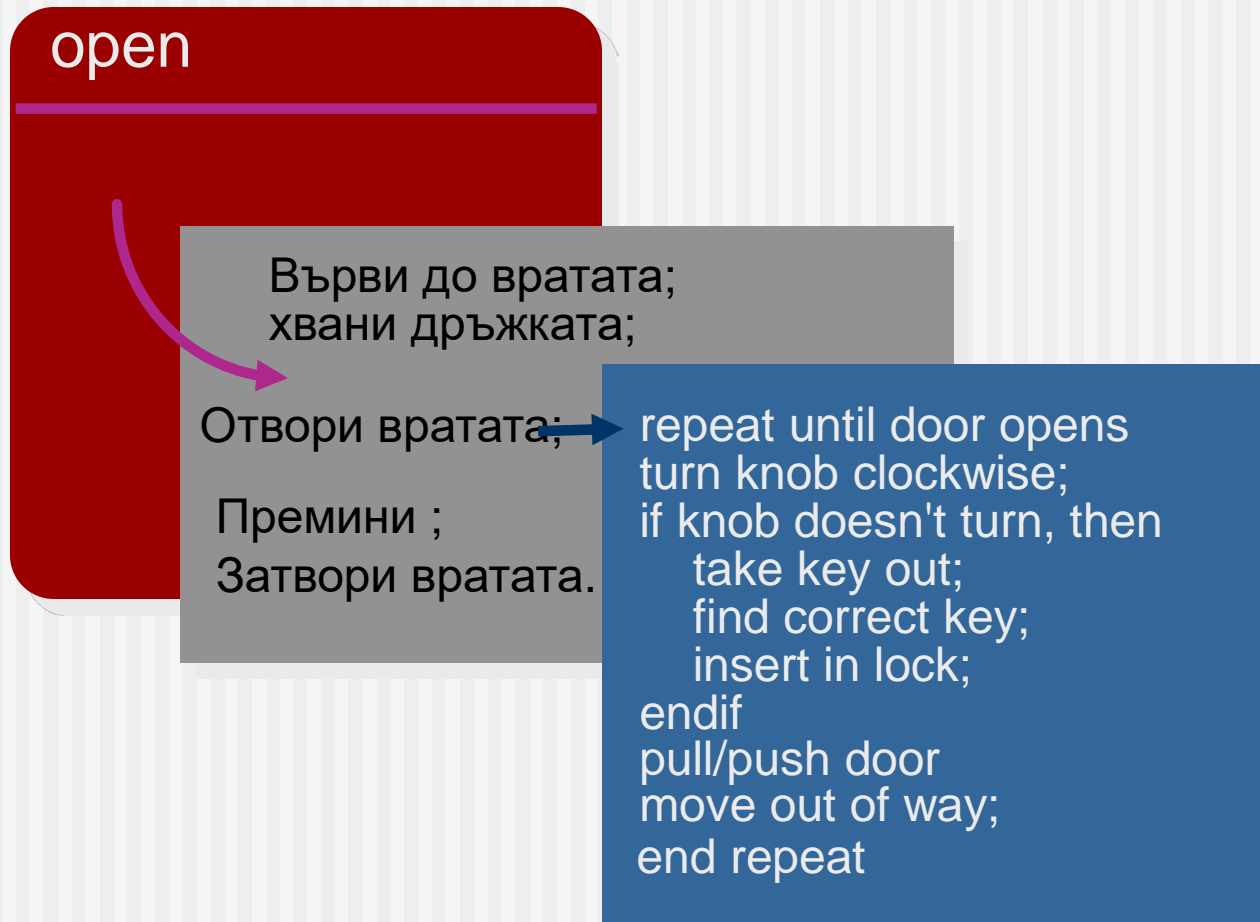 open
Върви до вратата;
хвани дръжката;
Отвори вратата;
Премини ;
Затвори вратата.
repeat until door opens
turn knob clockwise;
if knob doesn't turn, then
take key out;
find correct key;
insert in lock;
endif
pull/push door
move out of way;
end repeat